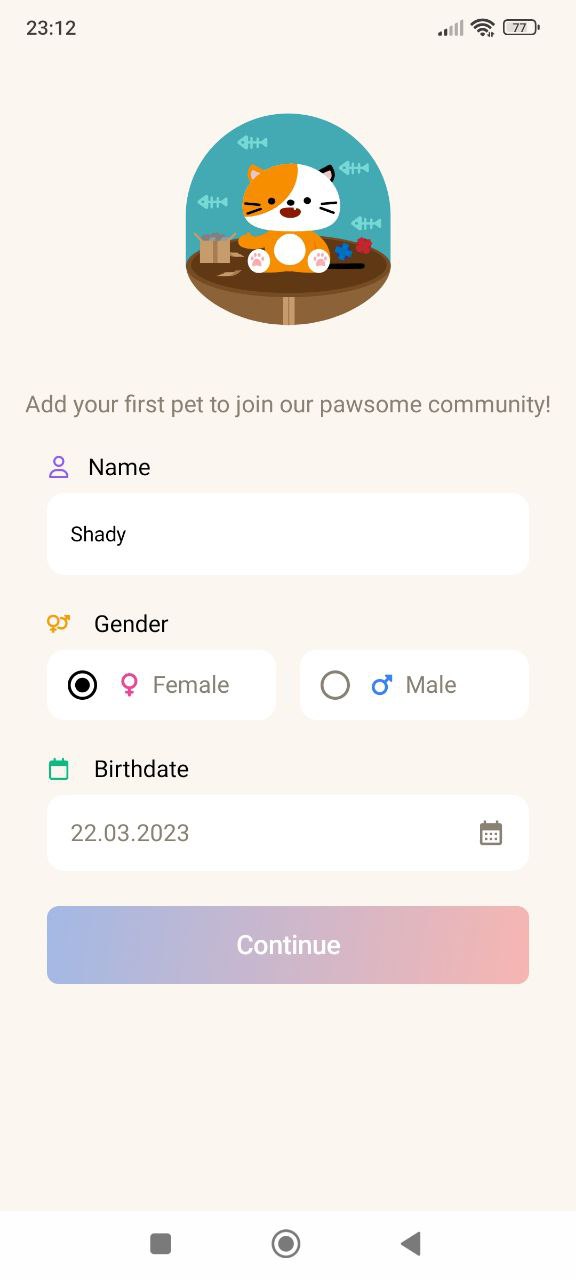 23:12
77
Add your first pet to join our pawsome community!
Name
Shady
Gender
Female
Male
Birthdate
22.03.2023
Continue